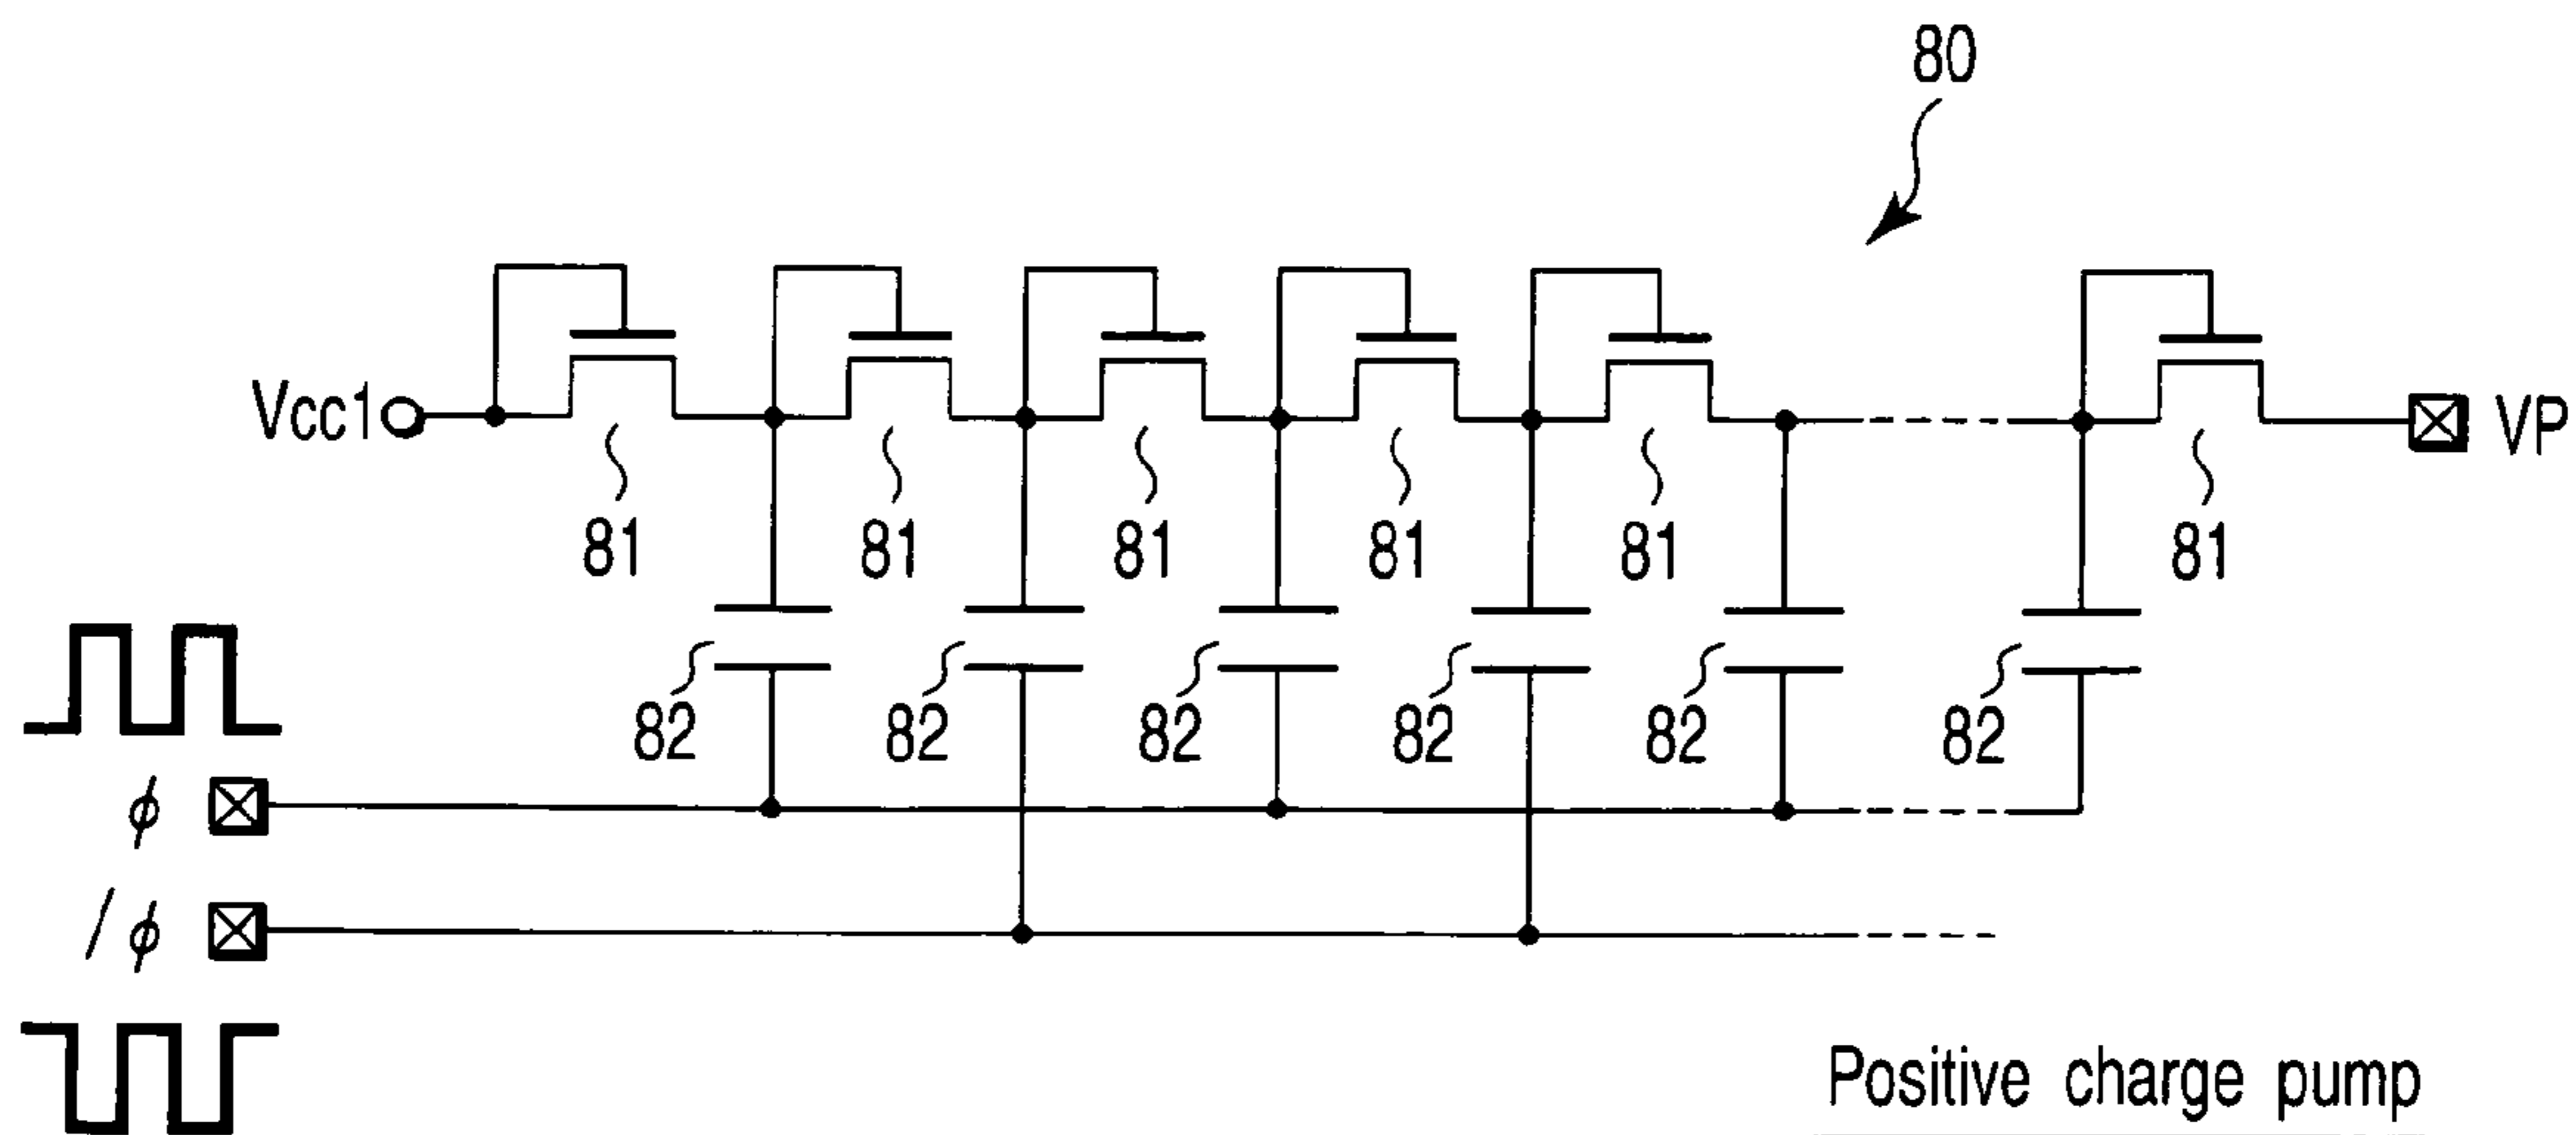 80
Vcc1
VP
81 81 81 81 81 81
82 82 82 82 82 82
ϕ
/ϕ
Positive charge pump